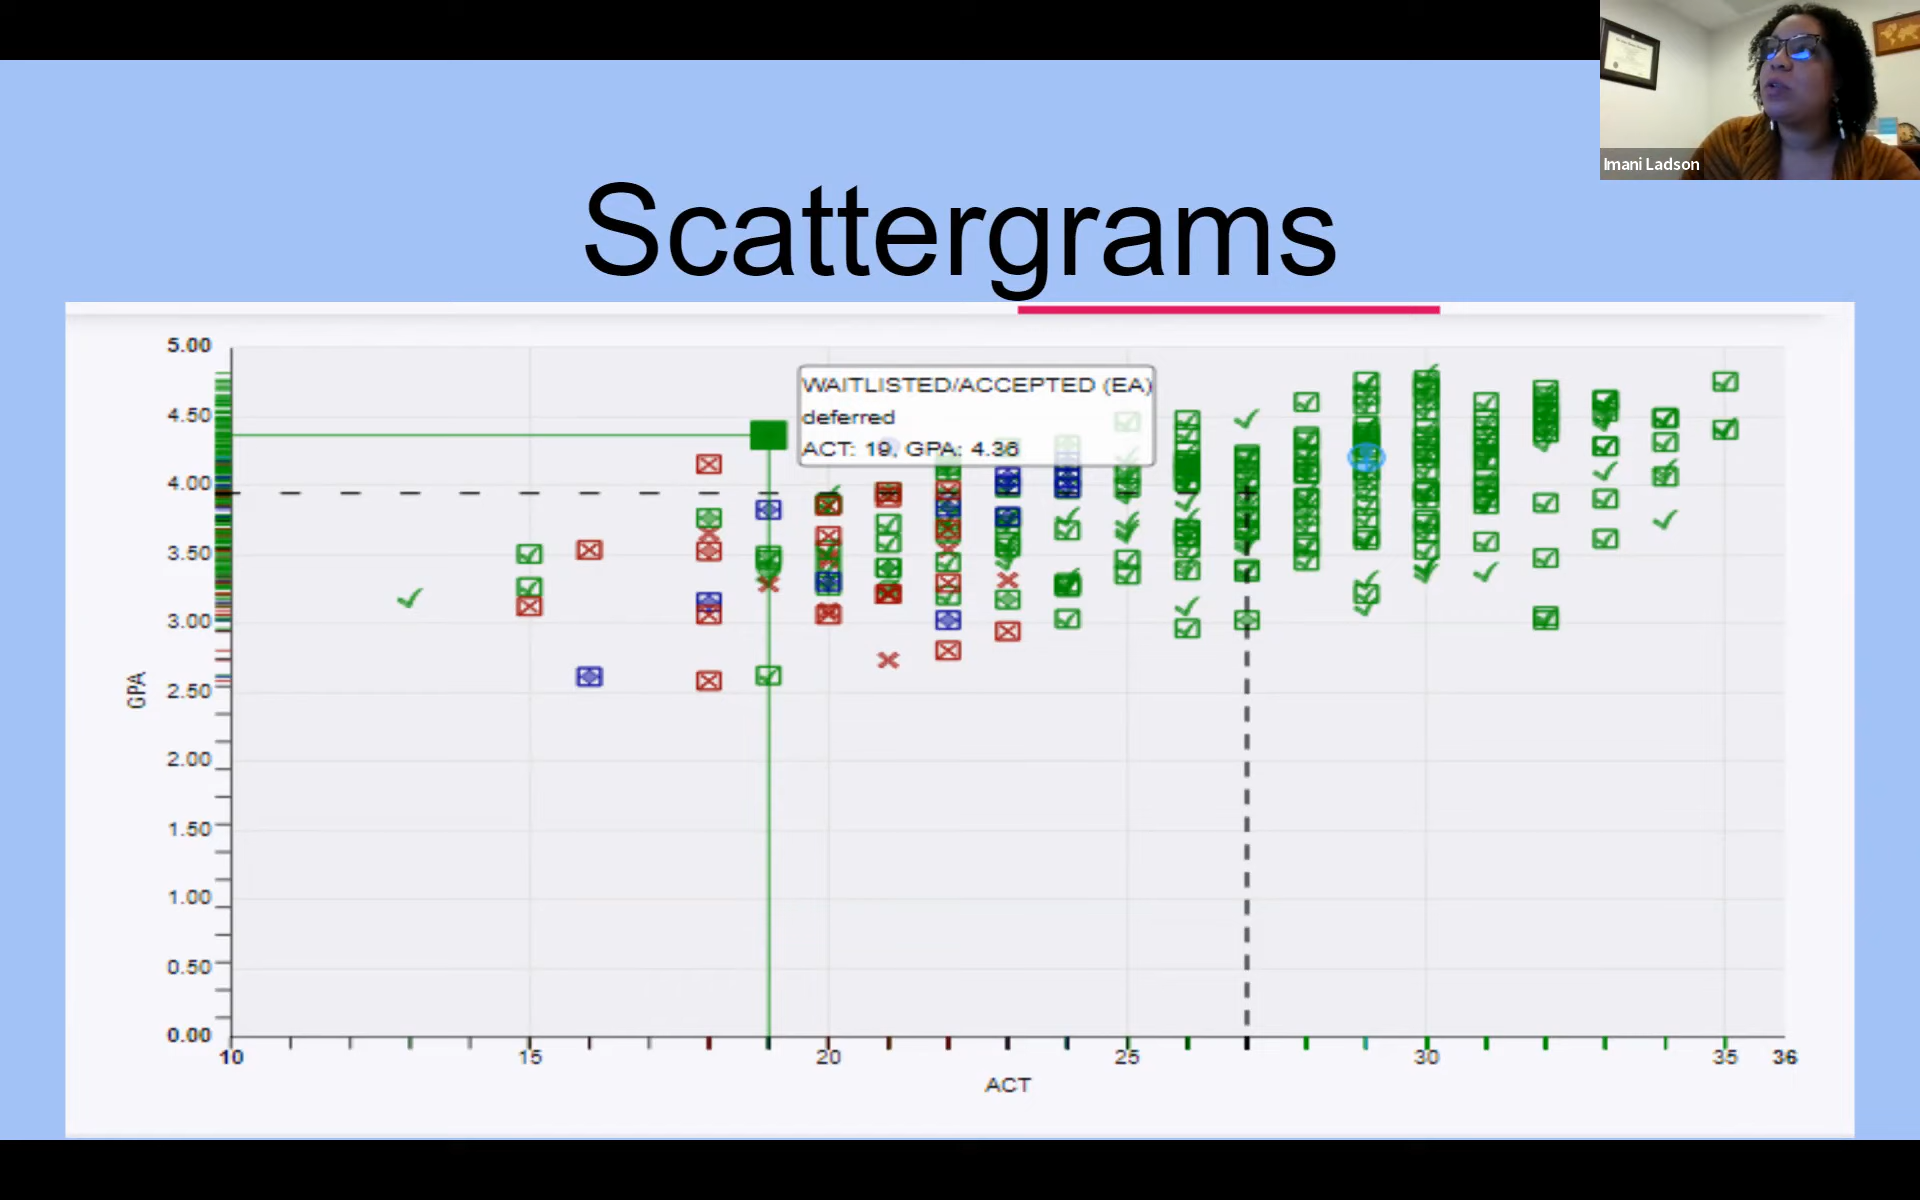 Imani Ladson
Scattergrams
WAITLISTED/ACCEPTED (EA)
deferred
ACT: 19, GPA: 4.36
5.00
4.50
4.00
3.50
3.00
2.50
2.00
1.50
1.00
0.50
0.00
GPA
10
15
20
25
30
35
36
ACT